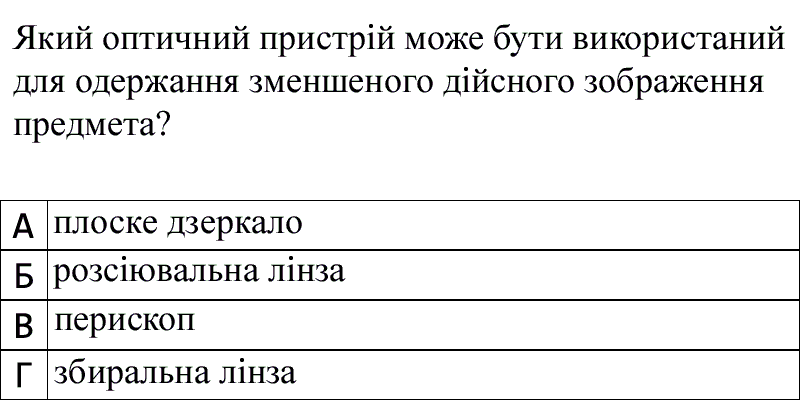 Який оптичний пристрій може бути використаний
для одержання зменшеного дійсного зображення
предмета?
А плоске дзеркало
Б розсіювальна лінза
В перископ
Г збиральна лінза